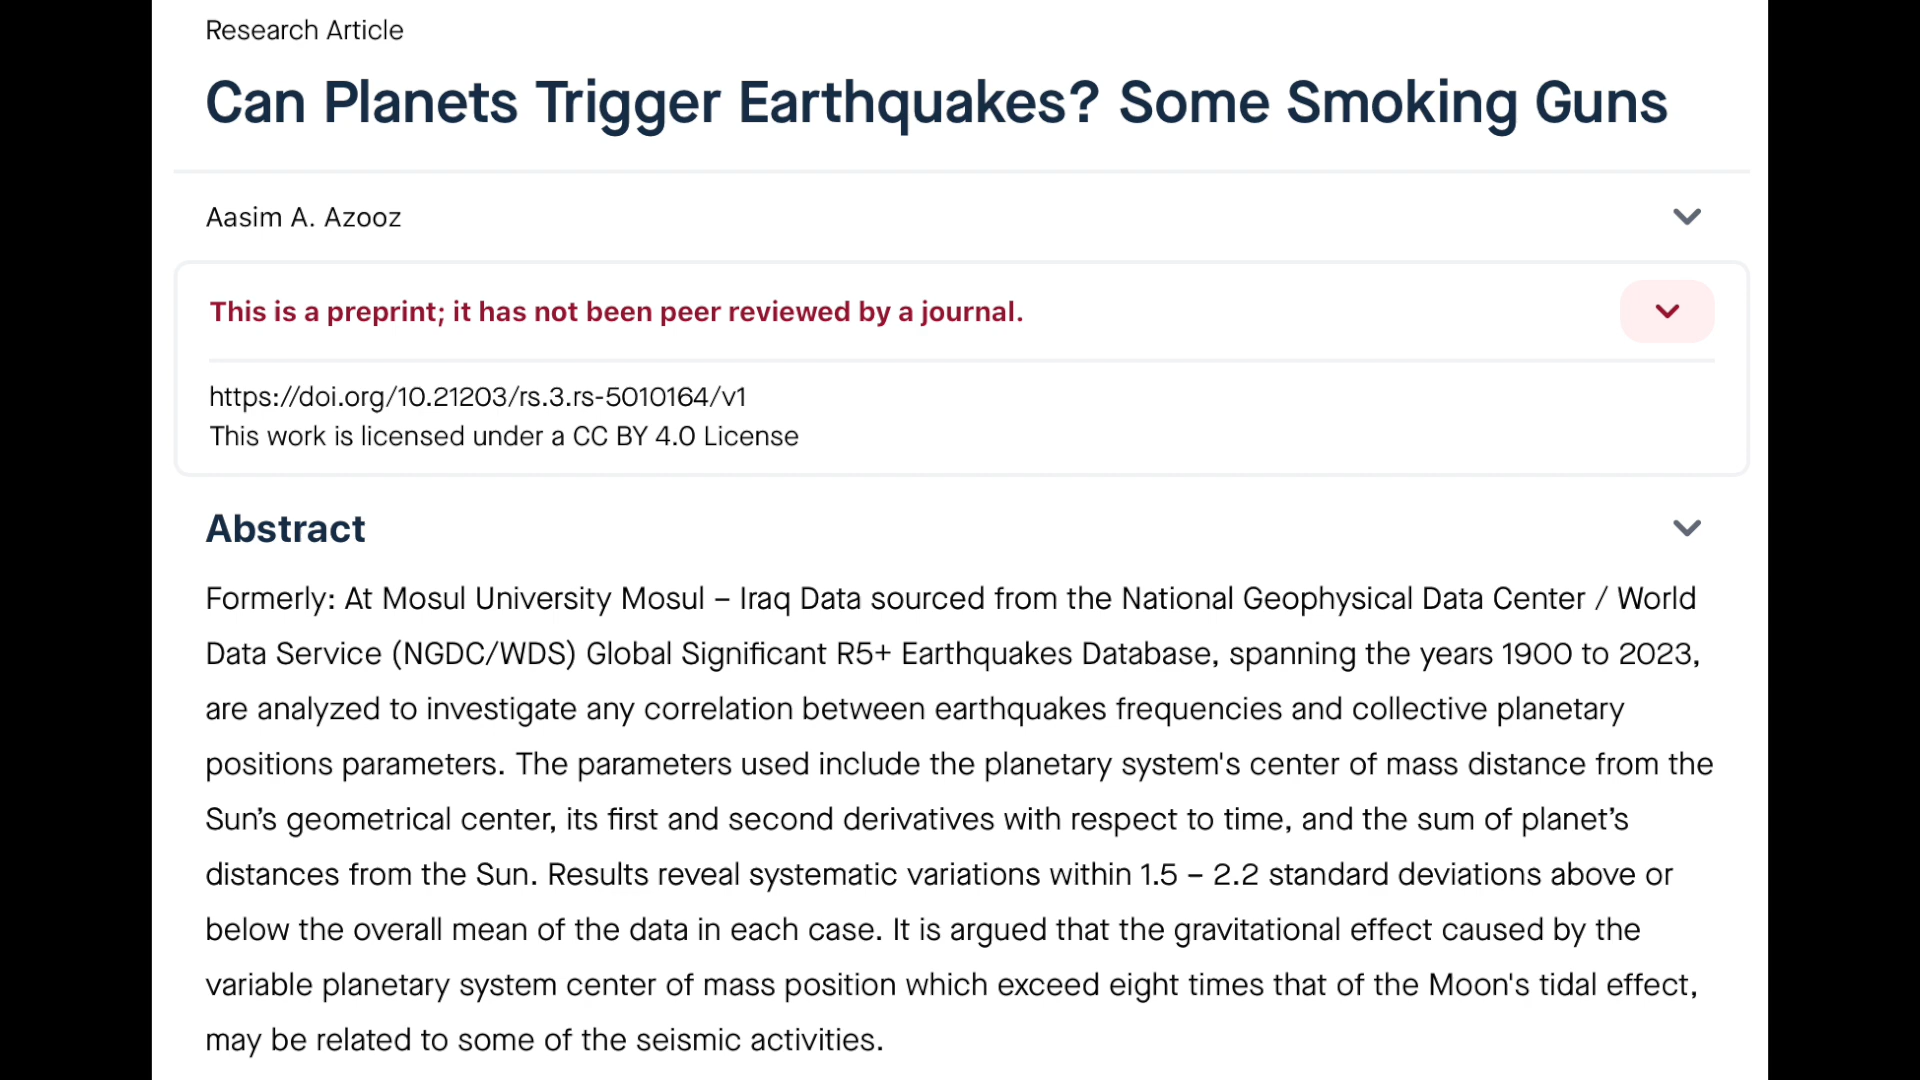 Research Article
Can Planets Trigger Earthquakes? Some Smoking Guns
Aasim A. Azooz
This is a preprint; it has not been peer reviewed by a journal.
https://doi.org/10.21203/rs.3.rs-5010164/v1
This work is licensed under a CC BY 4.0 License
Abstract
Formerly: At Mosul University Mosul – Iraq Data sourced from the National Geophysical Data Center / World
Data Service (NGDC/WDS) Global Significant R5+ Earthquakes Database, spanning the years 1900 to 2023,
are analyzed to investigate any correlation between earthquakes frequencies and collective planetary
positions parameters. The parameters used include the planetary system's center of mass distance from the
Sun’s geometrical center, its first and second derivatives with respect to time, and the sum of planet’s
distances from the Sun. Results reveal systematic variations within 1.5 – 2.2 standard deviations above or
below the overall mean of the data in each case. It is argued that the gravitational effect caused by the
variable planetary system center of mass position which exceed eight times that of the Moon's tidal effect,
may be related to some of the seismic activities.